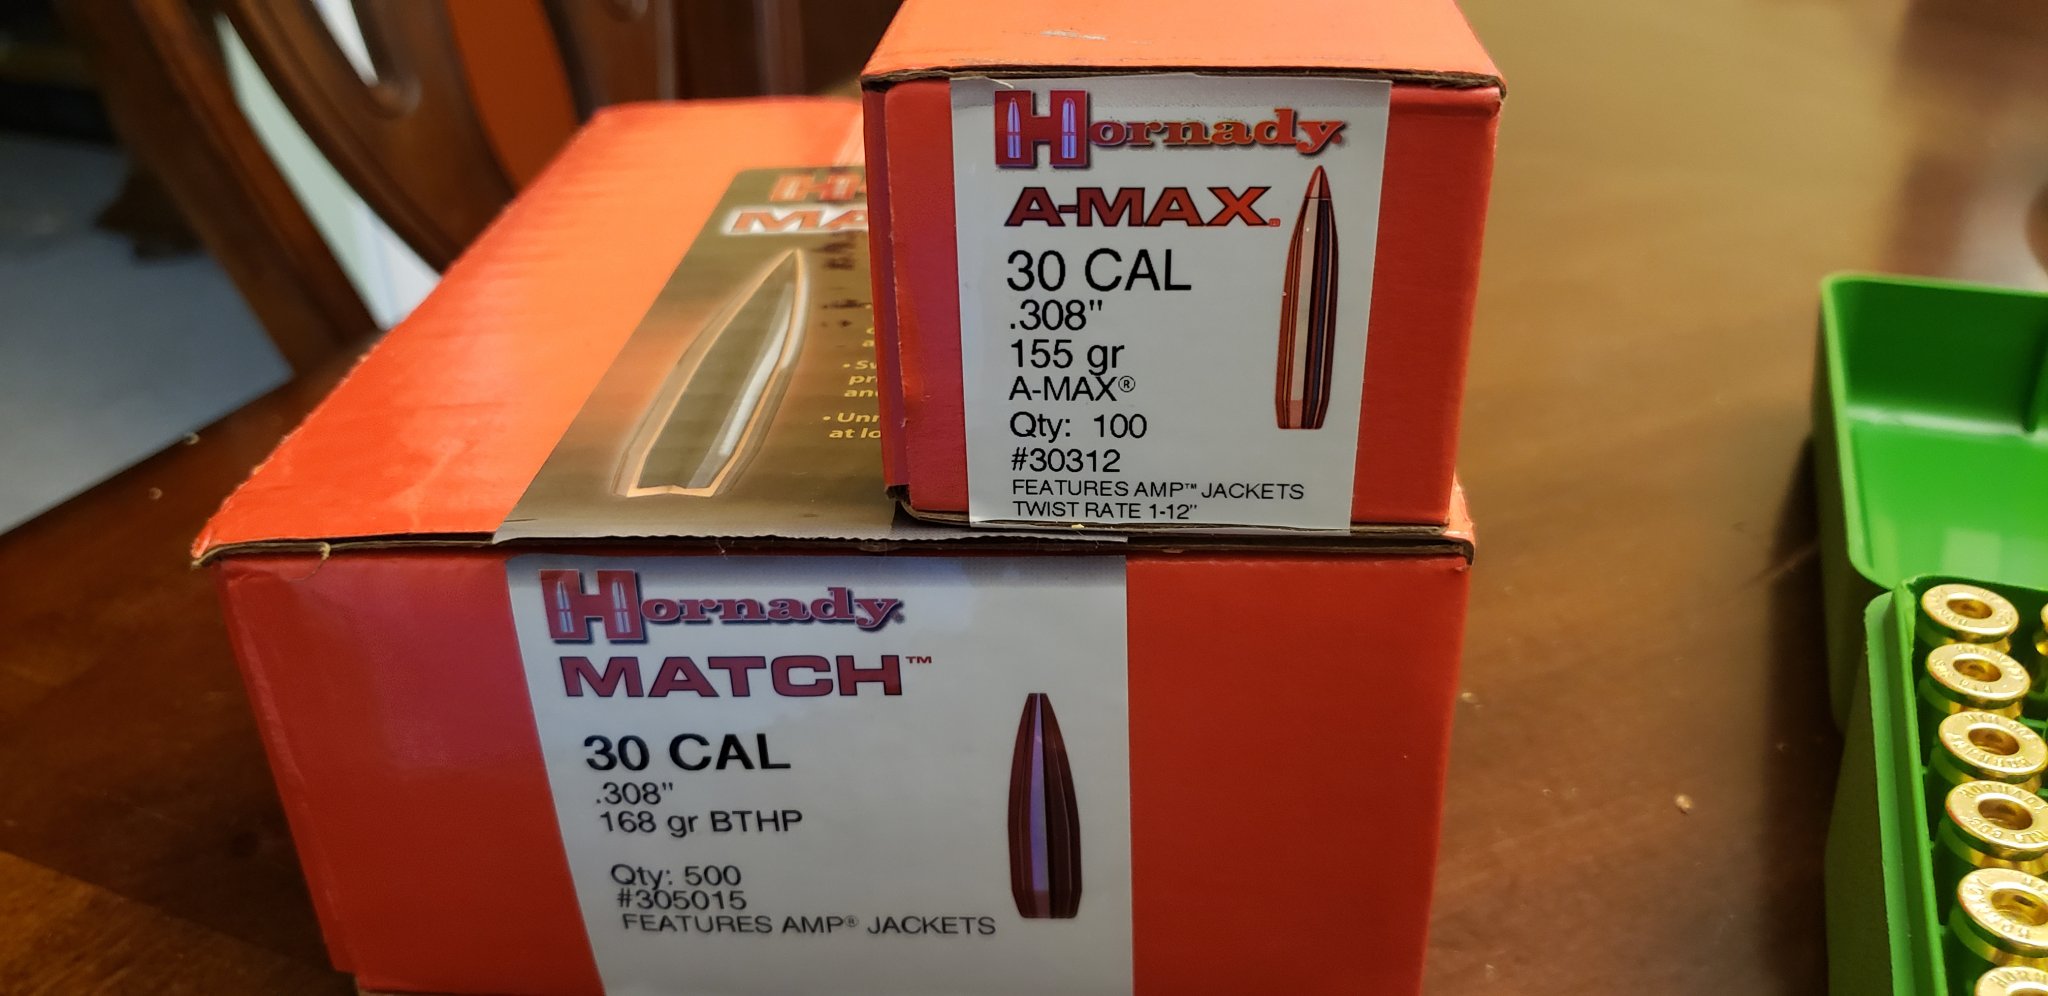 Hornady
A-MAX
30 CAL
.308"
155 gr
A-MAX®
Qty: 100
#30312
FEATURES AMP™ JACKETS
TWIST RATE 1-12"
Hornady
MATCH™
30 CAL
.308"
168 gr BTHP
Qty: 500
#305015
FEATURES AMP® JACKETS